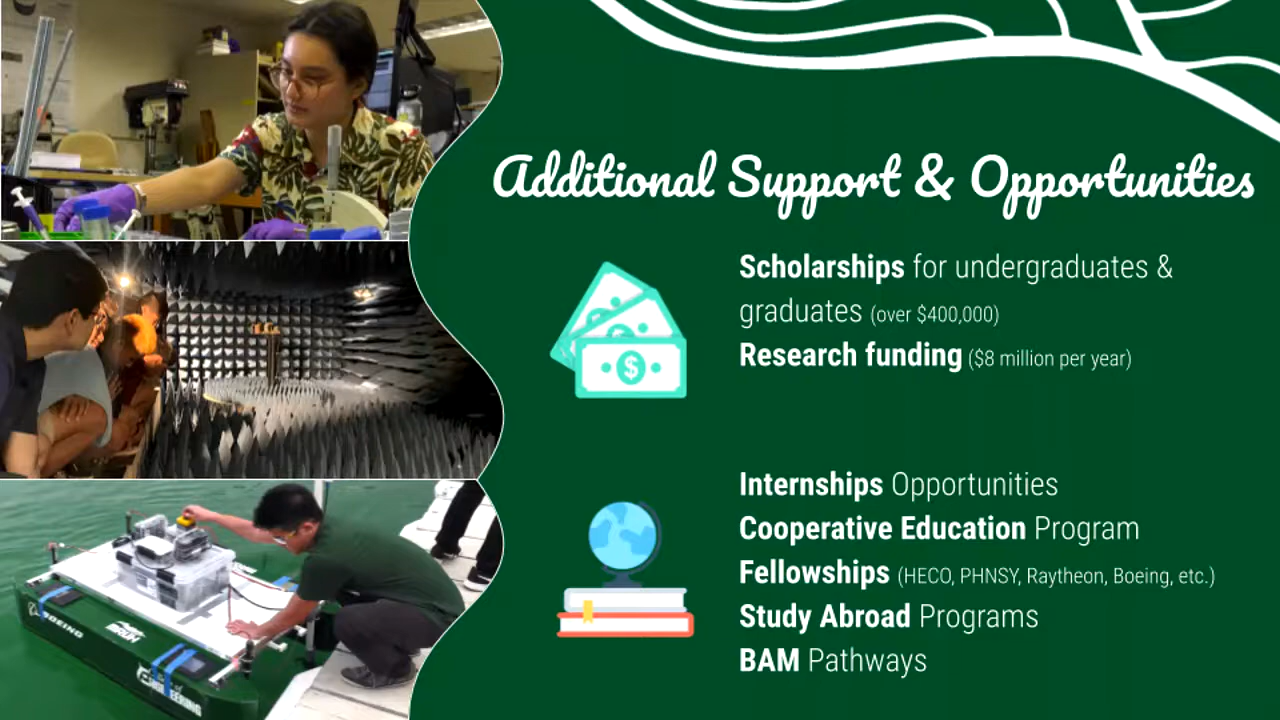 Additional Support & Opportunities
Scholarships for undergraduates &
graduates (over $400,000)
Research funding ($8 million per year)
Internships Opportunities
Cooperative Education Program
Fellowships (HECO, PHNSY, Raytheon, Boeing, etc.)
Study Abroad Programs
BAM Pathways